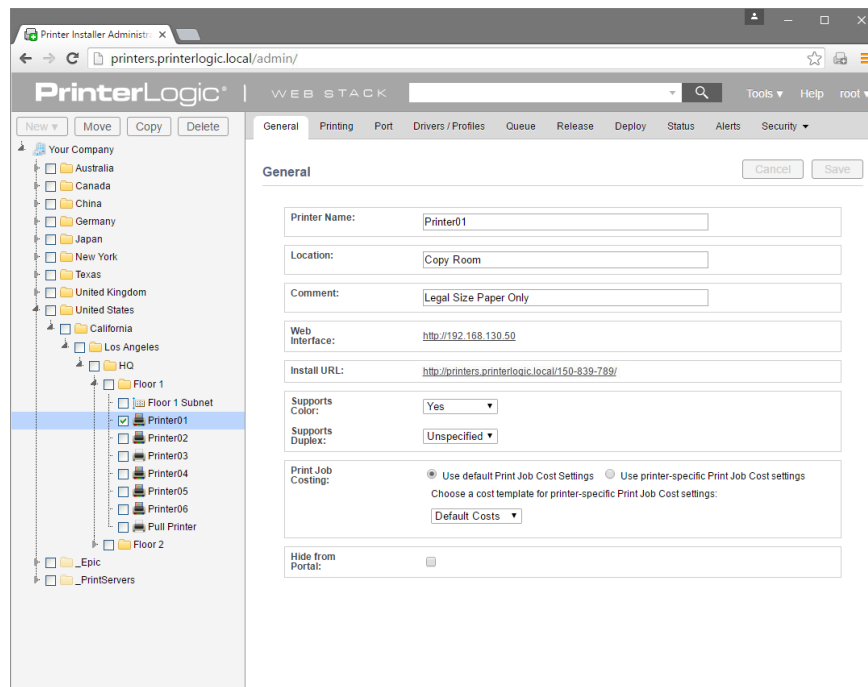 Printer Installer Administr
printers.printerlogic.local/admin/
PrinterLogic® | WEB STACK Tools Help root
New Move Copy Delete
General Printing Port Drivers / Profiles Queue Release Deploy Status Alerts Security
Your Company
Australia
Canada
China
Germany
Japan
New York
Texas
United Kingdom
United States
California
Los Angeles
HQ
Floor 1
Floor 1 Subnet
Printer01
Printer02
Printer03
Printer04
Printer05
Printer06
Pull Printer
Floor 2
_Epic
_PrintServers
General Cancel Save
Printer Name: Printer01
Location: Copy Room
Comment: Legal Size Paper Only
Web
Interface: http://192.168.130.50
Install URL: http://printers.printerlogic.local/150-839-789/
Supports
Color: Yes
Supports
Duplex: Unspecified
Print Job
Costing: Use default Print Job Cost Settings Use printer-specific Print Job Cost settings
Choose a cost template for printer-specific Print Job Cost settings:
Default Costs
Hide from
Portal: